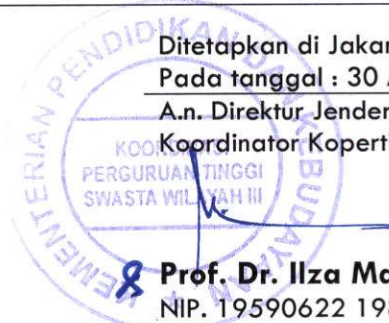 Ditetapkan di Jakar
Pada tanggal : 30
A.n. Direktur Jender
Koordinator Kopert
KEMENTERIAN PENDIDIKAN DAN KEBUDAYAAN
KOORDINASI
PERGURUAN TINGGI
SWASTA WILAYAH III
Prof. Dr. Ilza Ma
NIP. 19590622 198